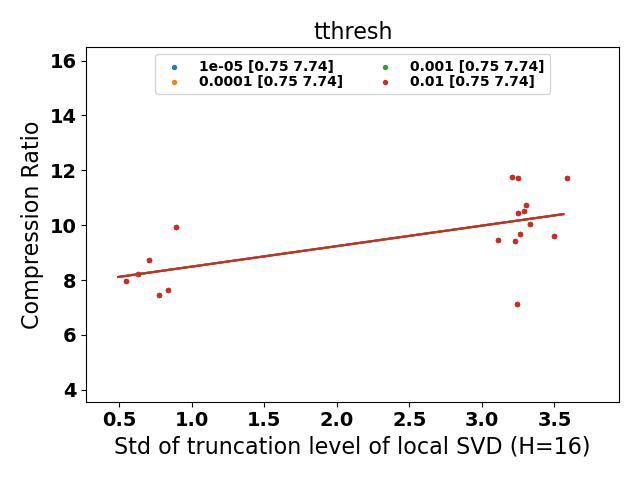 tthresh
1e-05 [0.75 7.74]
0.0001 [0.75 7.74]
0.001 [0.75 7.74]
0.01 [0.75 7.74]
Compression Ratio
16
14
12
10
8
6
4
0.5 1.0 1.5 2.0 2.5 3.0 3.5
Std of truncation level of local SVD (H=16)